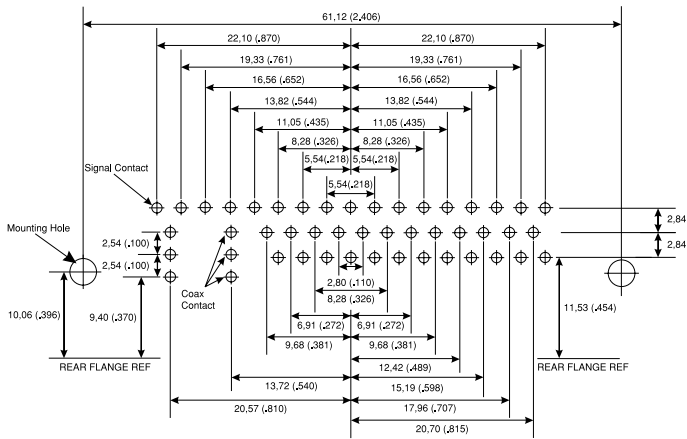 61,12 (2.406)
22,10 (.870) 22,10 (.870)
19,33 (.761) 19,33 (.761)
16,56 (.652) 16,56 (.652)
13,82 (.544) 13,82 (.544)
11,05 (.435) 11,05 (.435)
8,28 (.326) 8,28 (.326)
5,54(.218) 5,54(.218)
Signal Contact
5,54(.218)
2,84
Mounting Hole
2,54 (.100)
2,84
2,54 (.100)
2,80 (.110)
Coax
Contact
8,28 (.326)
10,06 (.396)
9,40 (.370)
11,53 (.454)
6,91 (.272) 6,91 (.272)
9,68 (.381) 9,68 (.381)
REAR FLANGE REF
REAR FLANGE REF
12,42 (.489)
13,72 (.540)
15,19 (.598)
20,57 (.810)
17,96 (.707)
20,70 (.815)